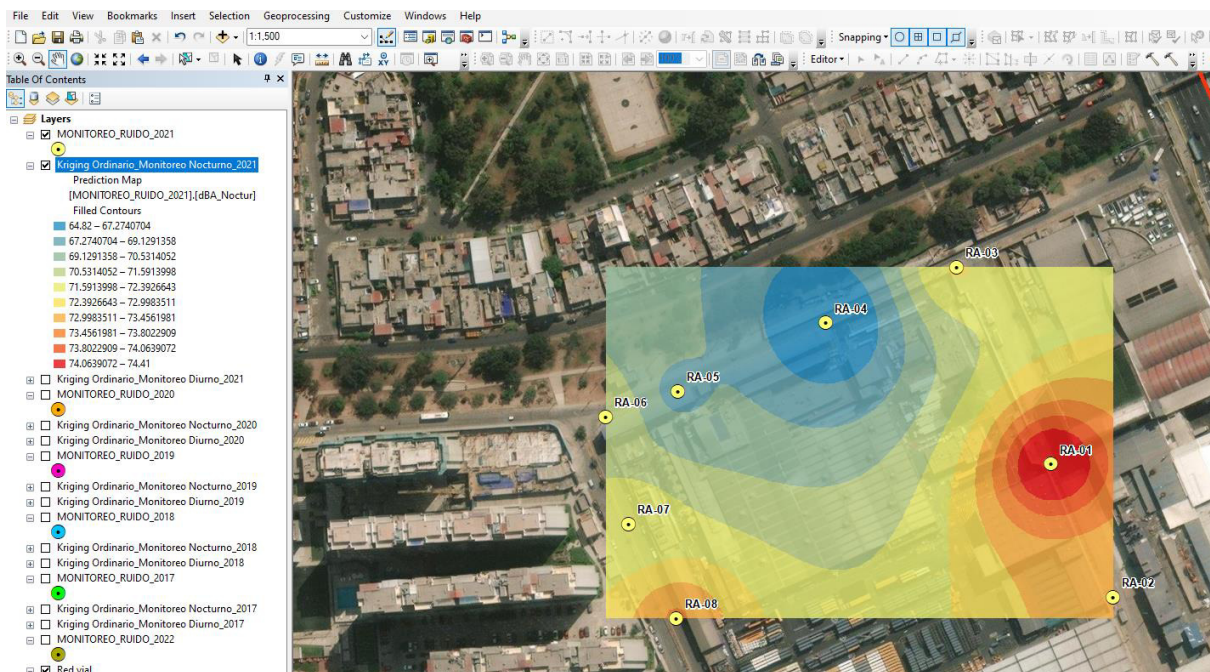 File Edit View Bookmarks Insert Selection Geoprocessing Customize Windows Help
1:1,500
Snapping
Editor
Table Of Contents
Layers
MONITOREO_RUIDO_2021
Kriging Ordinario_Monitoreo Nocturno_2021
Prediction Map
[MONITOREO_RUIDO_2021].[dBA_Noctur]
Filled Contours
64.82 – 67.2740704
67.2740704 – 69.1291358
69.1291358 – 70.5314052
70.5314052 – 71.5913998
71.5913998 – 72.3926643
72.3926643 – 72.9983511
72.9983511 – 73.4561981
73.4561981 – 73.8022909
73.8022909 – 74.0639072
74.0639072 – 74.41
Kriging Ordinario_Monitoreo Diurno_2021
MONITOREO_RUIDO_2020
Kriging Ordinario_Monitoreo Nocturno_2020
Kriging Ordinario_Monitoreo Diurno_2020
MONITOREO_RUIDO_2019
Kriging Ordinario_Monitoreo Nocturno_2019
Kriging Ordinario_Monitoreo Diurno_2019
MONITOREO_RUIDO_2018
Kriging Ordinario_Monitoreo Nocturno_2018
Kriging Ordinario_Monitoreo Diurno_2018
MONITOREO_RUIDO_2017
Kriging Ordinario_Monitoreo Nocturno_2017
Kriging Ordinario_Monitoreo Diurno_2017
MONITOREO_RUIDO_2022
Red vial
RA-03
RA-04
RA-05
RA-06
RA-01
RA-07
RA-02
RA-08